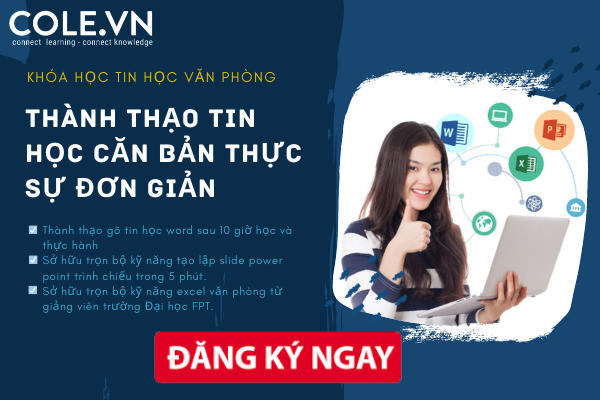 COLE.VN
connect learning - connect knowledge
KHÓA HỌC TIN HỌC VĂN PHÒNG
THÀNH THẠO TIN
HỌC CĂN BẢN THỰC
SỰ ĐƠN GIẢN
Thành thạo gõ tin học word sau 10 giờ học và
thực hành
Sở hữu trọn bộ kỹ năng tạo lập slide power
point trình chiếu trong 5 phút.
Sở hữu trọn bộ kỹ năng excel văn phòng từ
giảng viên trường Đại học FPT.
W
P
X
ĐĂNG KÝ NGAY